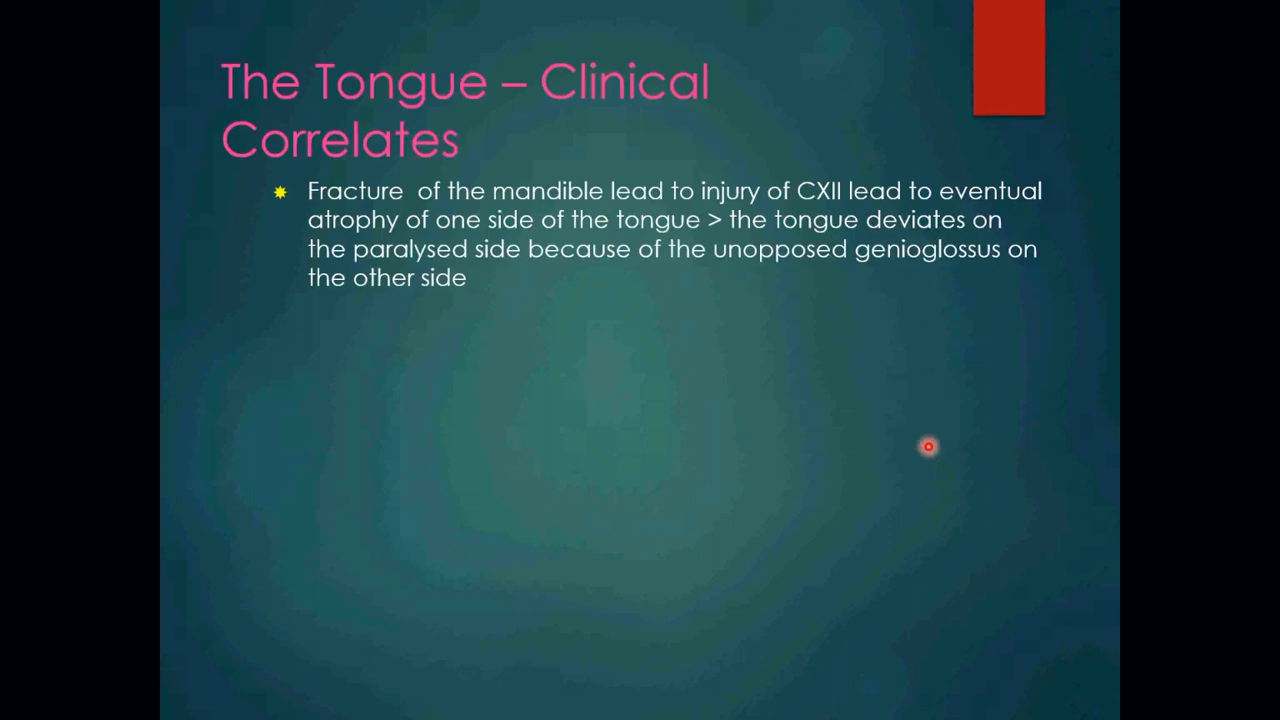 The Tongue – Clinical
Correlates
Fracture  of the mandible lead to injury of CXII lead to eventual
atrophy of one side of the tongue > the tongue deviates on
the paralysed side because of the unopposed genioglossus on
the other side